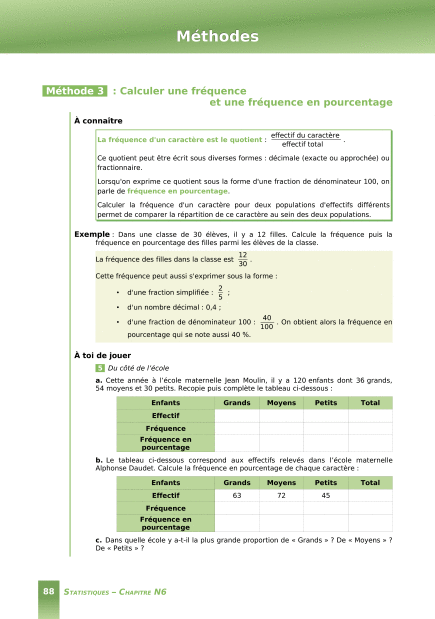 Méthodes
Méthode 3 : Calculer une fréquence
et une fréquence en pourcentage
À connaître
La fréquence d'un caractère est le quotient : effectif du caractère / effectif total .
Ce quotient peut être écrit sous diverses formes : décimale (exacte ou approchée) ou
fractionnaire.
Lorsqu'on exprime ce quotient sous la forme d'une fraction de dénominateur 100, on
parle de fréquence en pourcentage.
Calculer la fréquence d'un caractère pour deux populations d'effectifs différents
permet de comparer la répartition de ce caractère au sein des deux populations.
Exemple : Dans une classe de 30 élèves, il y a 12 filles. Calcule la fréquence puis la
fréquence en pourcentage des filles parmi les élèves de la classe.
La fréquence des filles dans la classe est 12/30 .
Cette fréquence peut aussi s'exprimer sous la forme :
• d'une fraction simplifiée : 2/5 ;
• d'un nombre décimal : 0,4 ;
• d'une fraction de dénominateur 100 : 40/100 . On obtient alors la fréquence en
pourcentage qui se note aussi 40 %.
À toi de jouer
5 Du côté de l'école
a. Cette année à l'école maternelle Jean Moulin, il y a 120 enfants dont 36 grands,
54 moyens et 30 petits. Recopie puis complète le tableau ci-dessous :
Enfants Grands Moyens Petits Total
Effectif
Fréquence
Fréquence en
pourcentage
b. Le tableau ci-dessous correspond aux effectifs relevés dans l'école maternelle
Alphonse Daudet. Calcule la fréquence en pourcentage de chaque caractère :
Enfants Grands Moyens Petits Total
Effectif 63 72 45
Fréquence
Fréquence en
pourcentage
c. Dans quelle école y a-t-il la plus grande proportion de « Grands » ? De « Moyens » ?
De « Petits » ?
88 Statistiques – Chapitre N6